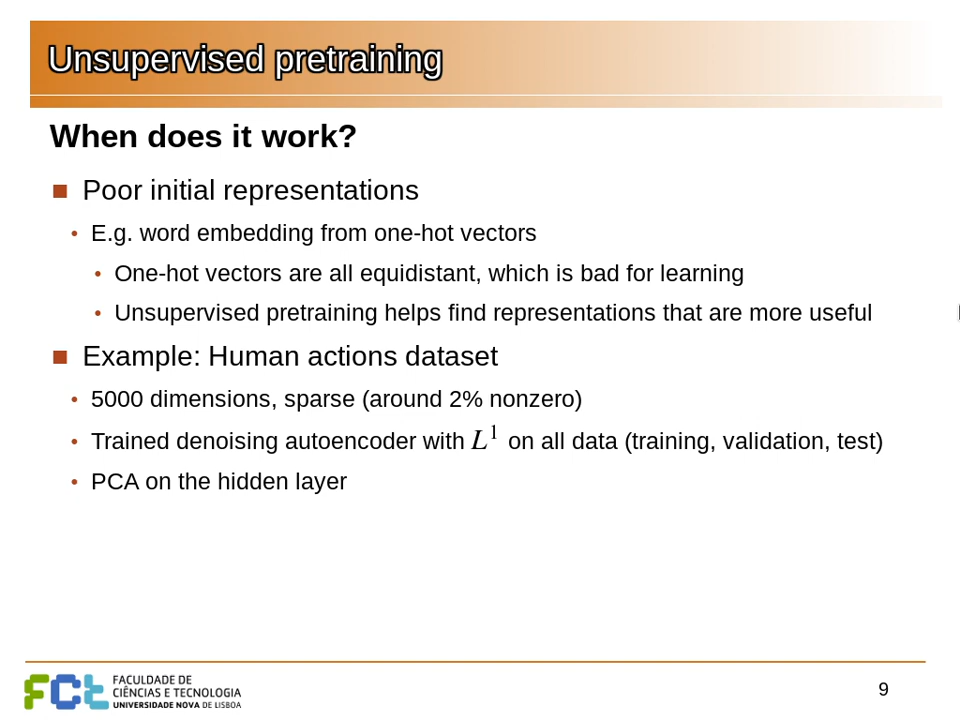 Unsupervised pretraining
When does it work?
Poor initial representations
E.g. word embedding from one-hot vectors
One-hot vectors are all equidistant, which is bad for learning
Unsupervised pretraining helps find representations that are more useful
Example: Human actions dataset
5000 dimensions, sparse (around 2% nonzero)
Trained denoising autoencoder with L¹ on all data (training, validation, test)
PCA on the hidden layer
FCt
FACULDADE DE
CIÊNCIAS E TECNOLOGIA
UNIVERSIDADE NOVA DE LISBOA
9